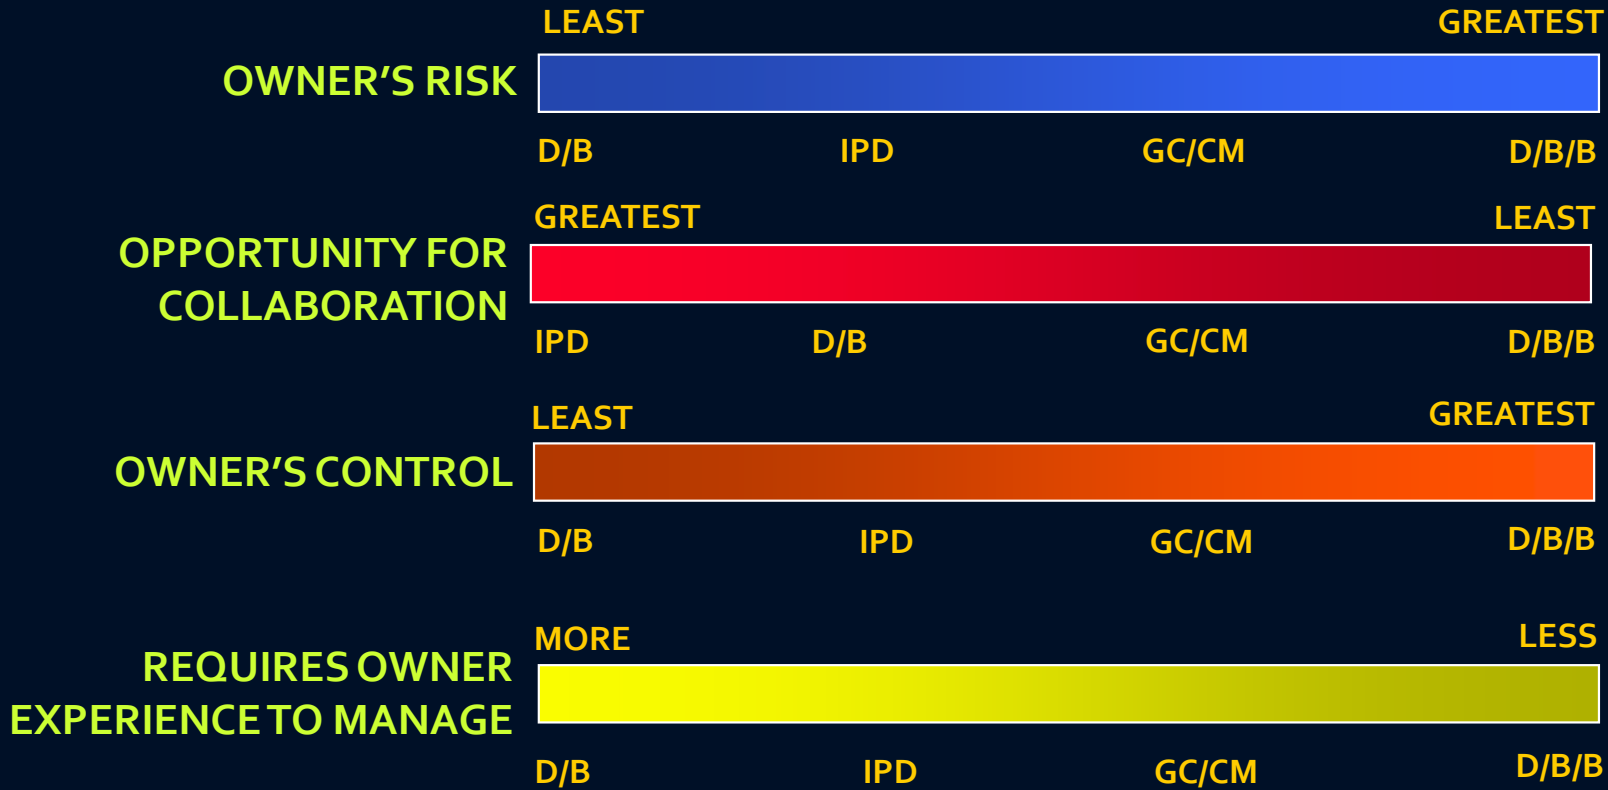 LEAST GREATEST
OWNER'S RISK
D/B IPD GC/CM D/B/B
GREATEST LEAST
OPPORTUNITY FOR
COLLABORATION
IPD D/B GC/CM D/B/B
LEAST GREATEST
OWNER'S CONTROL
D/B IPD GC/CM D/B/B
MORE LESS
REQUIRES OWNER
EXPERIENCE TO MANAGE
D/B IPD GC/CM D/B/B